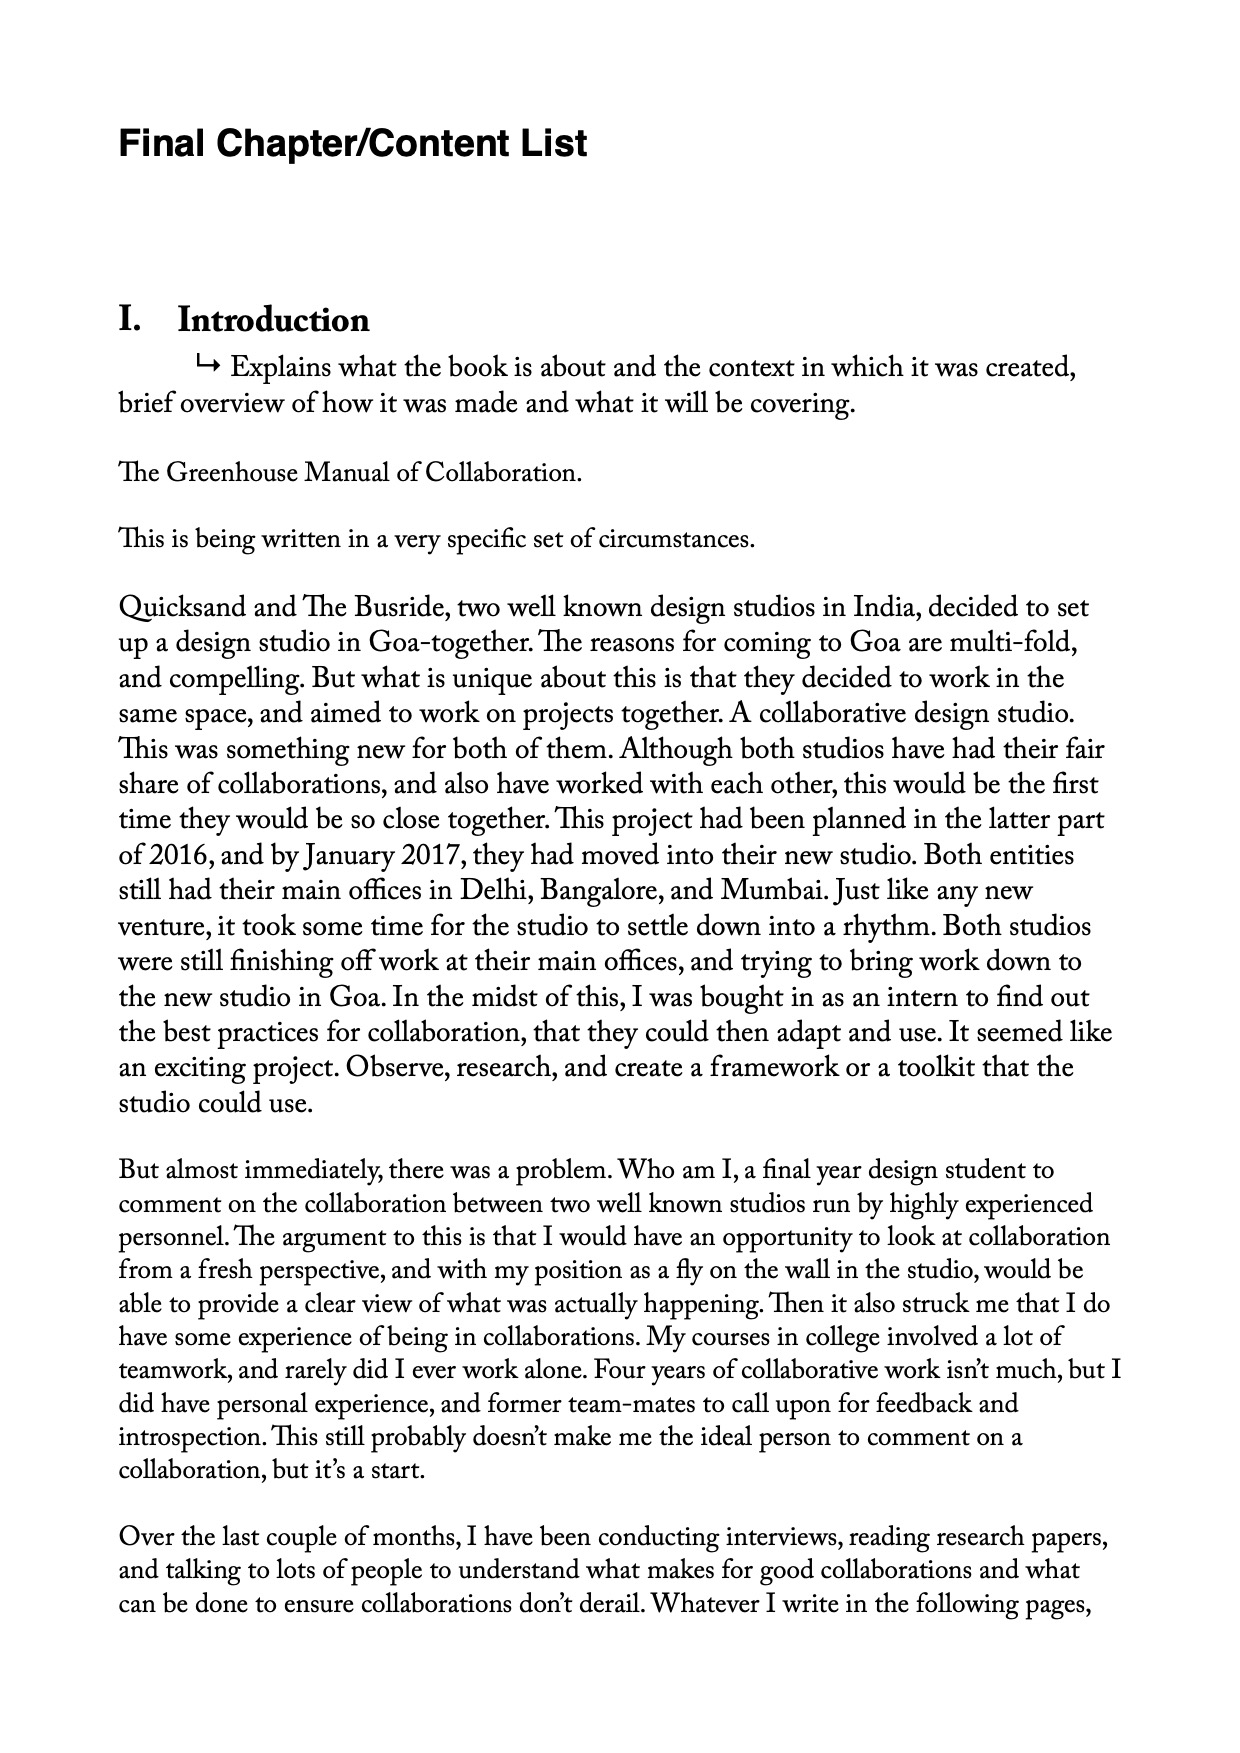 Final Chapter/Content List
I. Introduction
↳ Explains what the book is about and the context in which it was created,
brief overview of how it was made and what it will be covering.
The Greenhouse Manual of Collaboration.
This is being written in a very specific set of circumstances.
Quicksand and The Busride, two well known design studios in India, decided to set
up a design studio in Goa-together. The reasons for coming to Goa are multi-fold,
and compelling. But what is unique about this is that they decided to work in the
same space, and aimed to work on projects together. A collaborative design studio.
This was something new for both of them. Although both studios have had their fair
share of collaborations, and also have worked with each other, this would be the first
time they would be so close together. This project had been planned in the latter part
of 2016, and by January 2017, they had moved into their new studio. Both entities
still had their main offices in Delhi, Bangalore, and Mumbai. Just like any new
venture, it took some time for the studio to settle down into a rhythm. Both studios
were still finishing off work at their main offices, and trying to bring work down to
the new studio in Goa. In the midst of this, I was bought in as an intern to find out
the best practices for collaboration, that they could then adapt and use. It seemed like
an exciting project. Observe, research, and create a framework or a toolkit that the
studio could use.
But almost immediately, there was a problem. Who am I, a final year design student to
comment on the collaboration between two well known studios run by highly experienced
personnel. The argument to this is that I would have an opportunity to look at collaboration
from a fresh perspective, and with my position as a fly on the wall in the studio, would be
able to provide a clear view of what was actually happening. Then it also struck me that I do
have some experience of being in collaborations. My courses in college involved a lot of
teamwork, and rarely did I ever work alone. Four years of collaborative work isn't much, but I
did have personal experience, and former team-mates to call upon for feedback and
introspection. This still probably doesn't make me the ideal person to comment on a
collaboration, but it's a start.
Over the last couple of months, I have been conducting interviews, reading research papers,
and talking to lots of people to understand what makes for good collaborations and what
can be done to ensure collaborations don't derail. Whatever I write in the following pages,